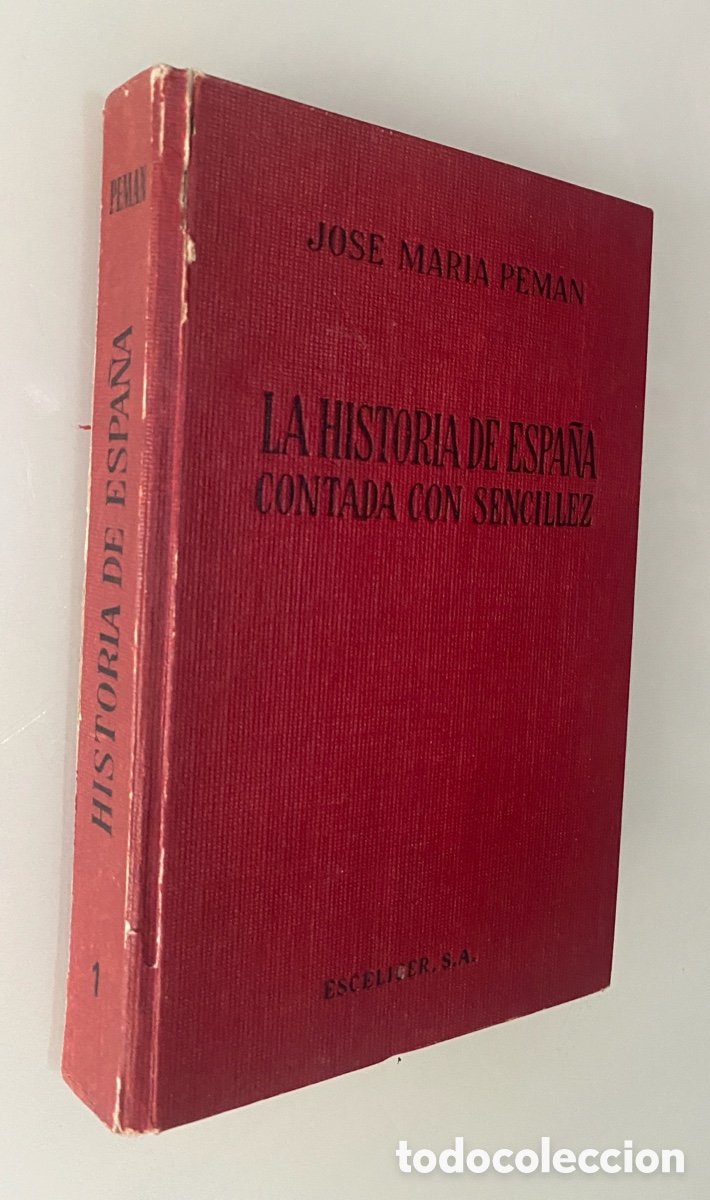 PEMAN
HISTORIA DE ESPAÑA
1
JOSE MARIA PEMAN
LA HISTORIA DE ESPAÑA
CONTADA CON SENCILLEZ
ESCELICER, S.A.
todocoleccion